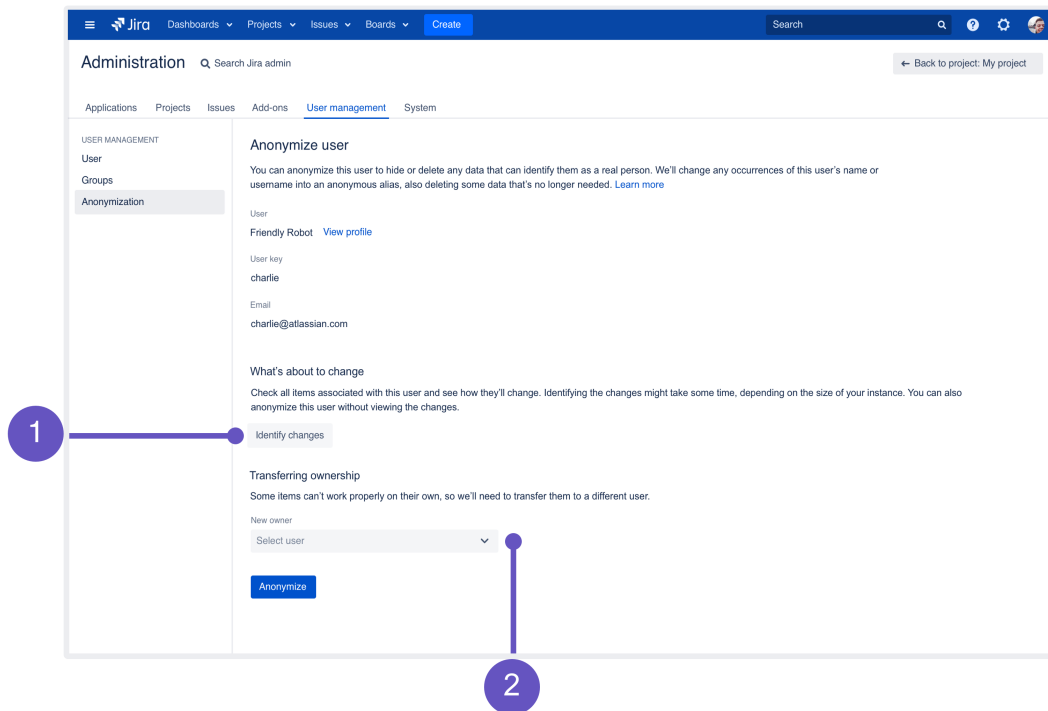 Jira Dashboards Projects Issues Boards Create Search
Administration Search Jira admin ← Back to project: My project
Applications Projects Issues Add-ons User management System
USER MANAGEMENT
User
Groups
Anonymization
Anonymize user
You can anonymize this user to hide or delete any data that can identify them as a real person. We'll change any occurrences of this user's name or
username into an anonymous alias, also deleting some data that's no longer needed. Learn more
User
Friendly Robot View profile
User key
charlie
Email
charlie@atlassian.com
What's about to change
Check all items associated with this user and see how they'll change. Identifying the changes might take some time, depending on the size of your instance. You can also
anonymize this user without viewing the changes.
1
Identify changes
Transferring ownership
Some items can't work properly on their own, so we'll need to transfer them to a different user.
New owner
Select user
Anonymize
2